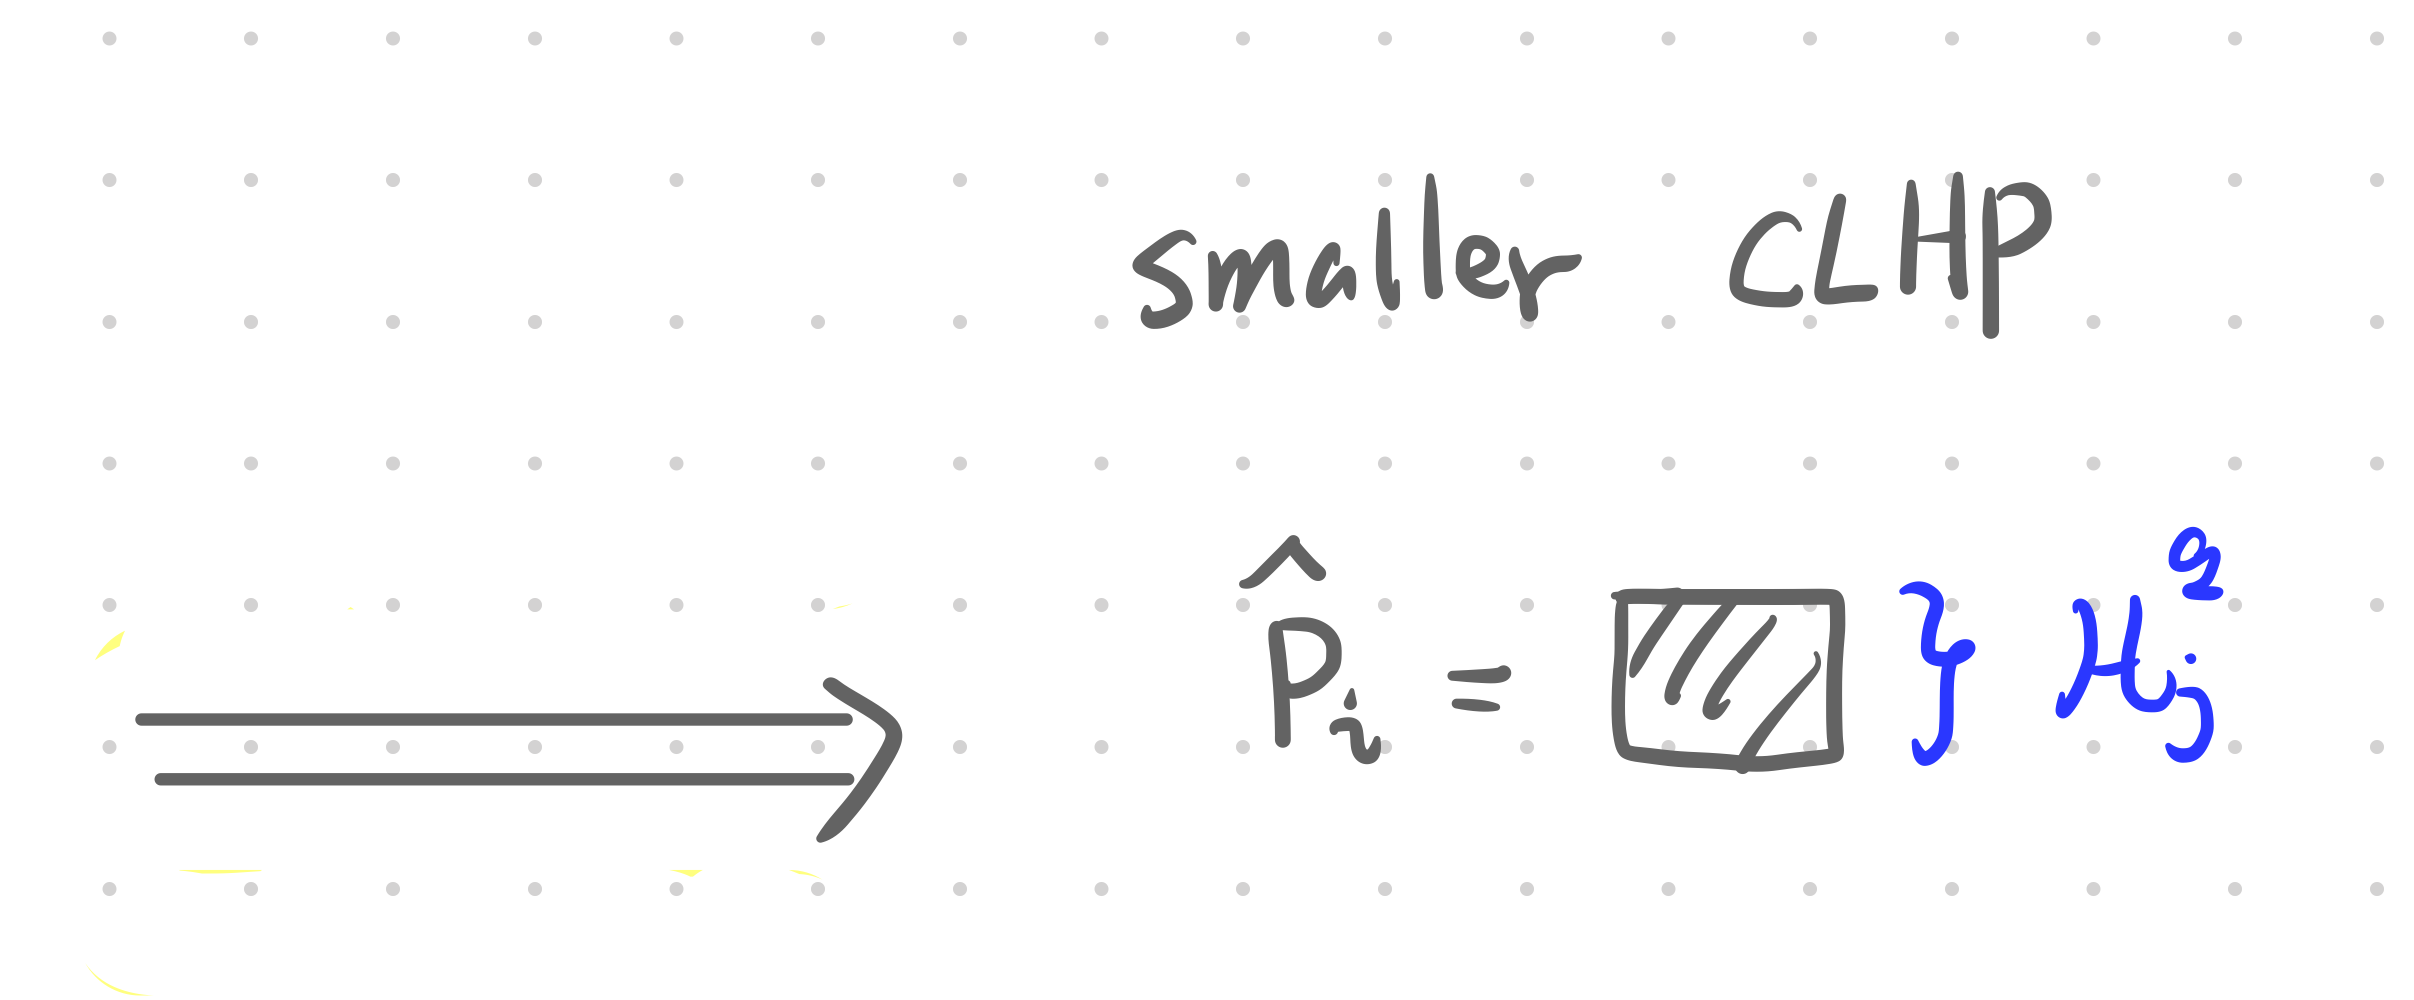 smaller CLHP
⇒ P̂ᵢ = } Hⱼ²